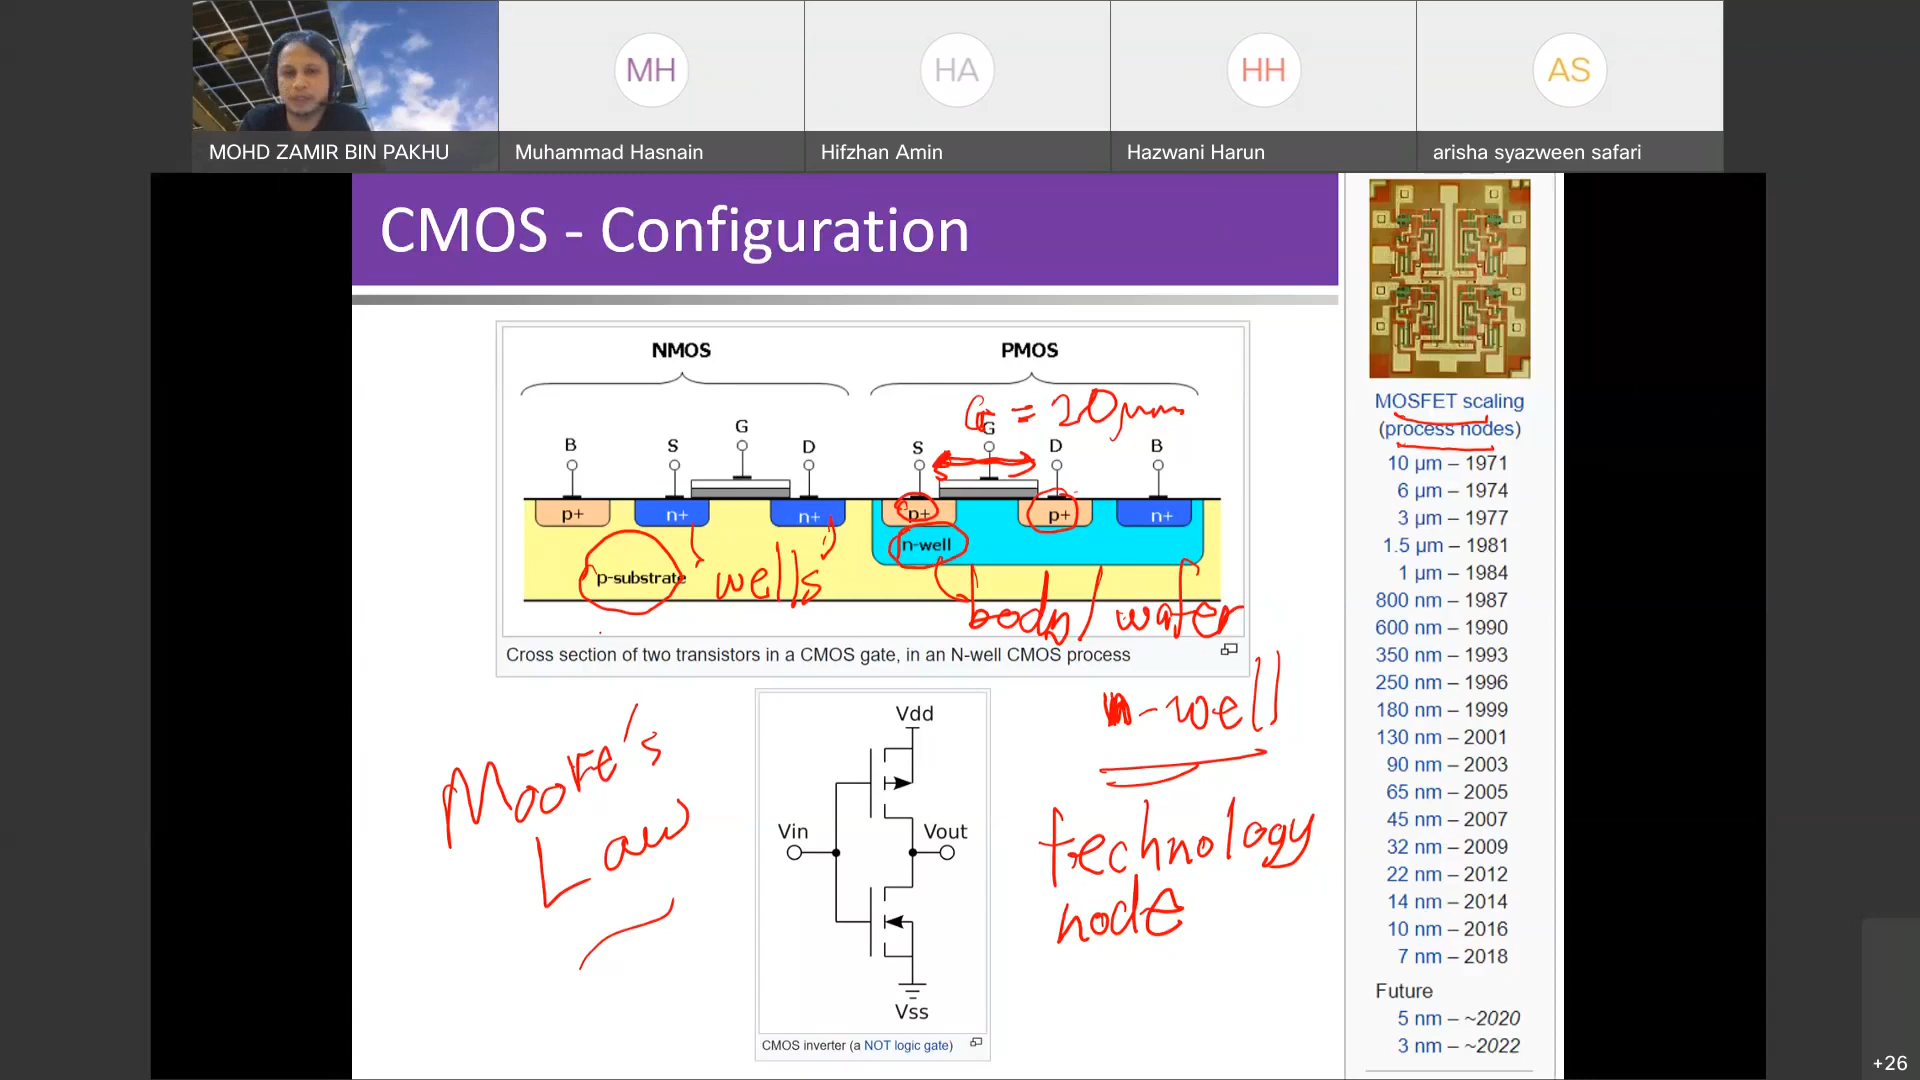 MH
HA
HH
AS
MOHD ZAMIR BIN PAKHU
Muhammad Hasnain
Hifzhan Amin
Hazwani Harun
arisha syazween safari
CMOS - Configuration
NMOS
PMOS
G = 20μm
B
S
G
D
S
G
D
B
p+
n+
n+
p+
p+
n+
n-well
p-substrate
wells
body/wafer
Cross section of two transistors in a CMOS gate, in an N-well CMOS process
Moore's
Law
n-well
technology
node
Vdd
Vin
Vout
Vss
CMOS inverter (a NOT logic gate)
MOSFET scaling
(process nodes)
10 μm – 1971
6 μm – 1974
3 μm – 1977
1.5 μm – 1981
1 μm – 1984
800 nm – 1987
600 nm – 1990
350 nm – 1993
250 nm – 1996
180 nm – 1999
130 nm – 2001
90 nm – 2003
65 nm – 2005
45 nm – 2007
32 nm – 2009
22 nm – 2012
14 nm – 2014
10 nm – 2016
7 nm – 2018
Future
5 nm – ~2020
3 nm – ~2022
+26